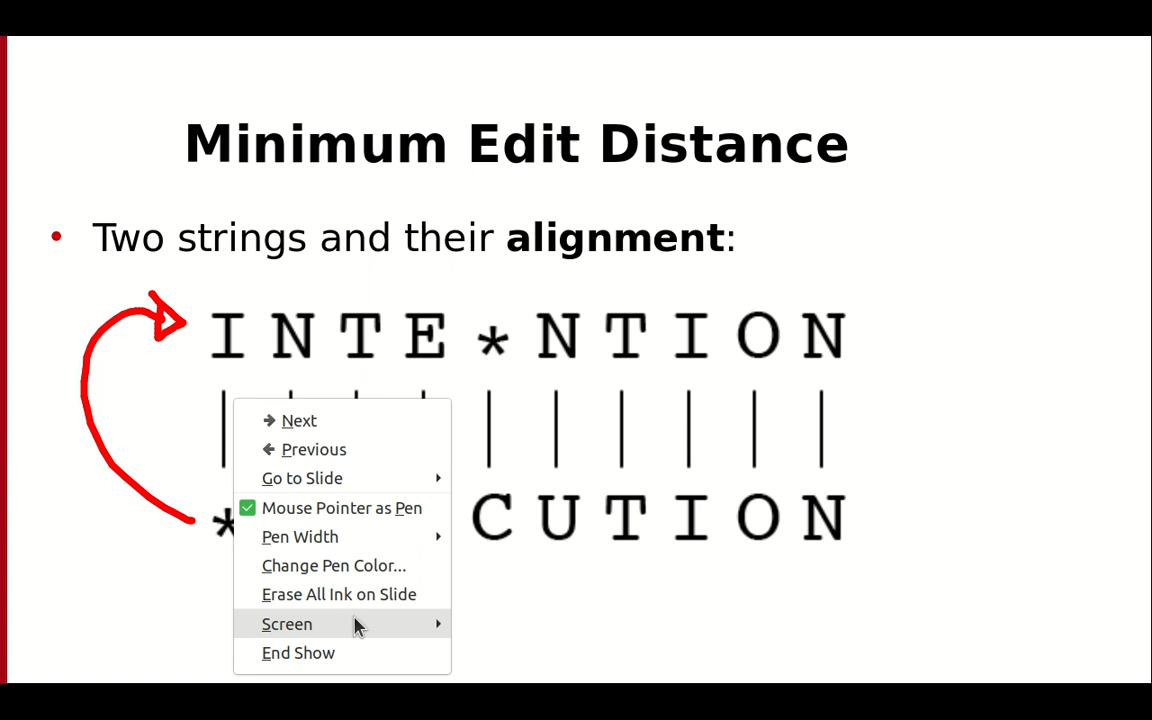 Minimum Edit Distance
• Two strings and their alignment:
I N T E * N T I O N
| | | | | | | | | |
* C U T I O N
Next
Previous
Go to Slide
Mouse Pointer as Pen
Pen Width
Change Pen Color...
Erase All Ink on Slide
Screen
End Show